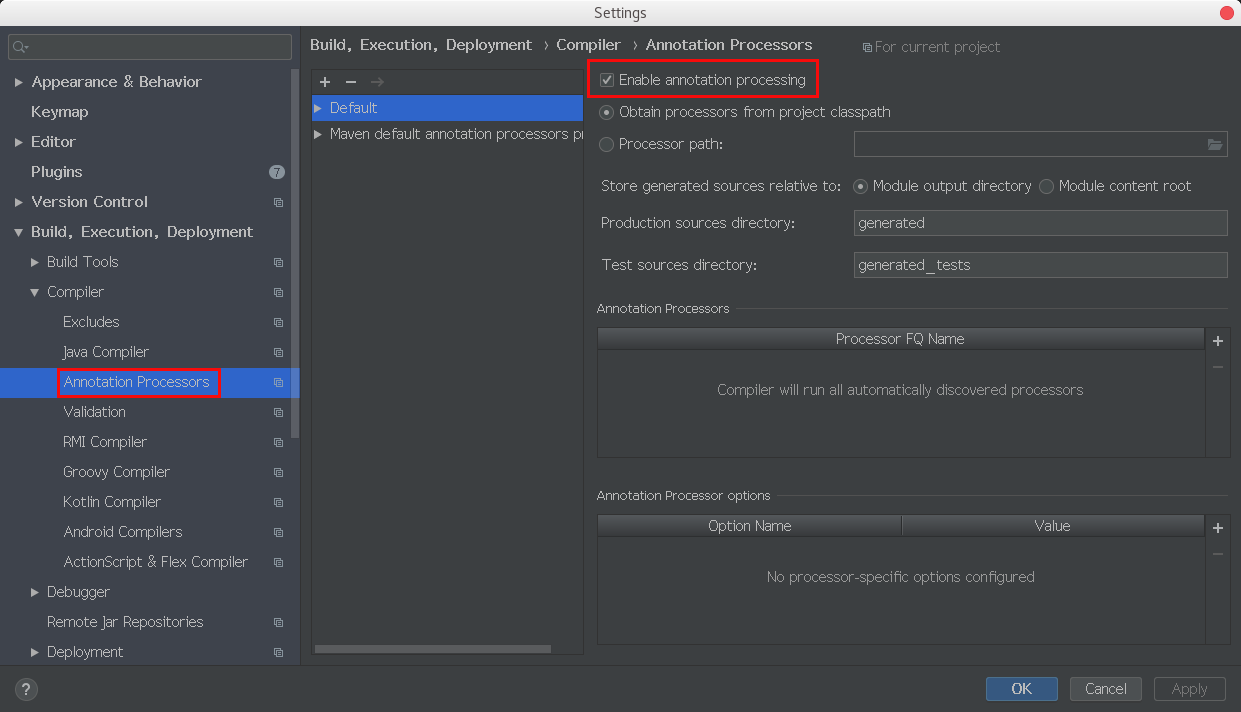 Settings
Appearance & Behavior
Keymap
Editor
Plugins 7
Version Control
Build, Execution, Deployment
Build Tools
Compiler
Excludes
Java Compiler
Annotation Processors
Validation
RMI Compiler
Groovy Compiler
Kotlin Compiler
Android Compilers
ActionScript & Flex Compiler
Debugger
Remote Jar Repositories
Deployment
Build, Execution, Deployment › Compiler › Annotation Processors For current project
Default
Maven default annotation processors pr
Enable annotation processing
Obtain processors from project classpath
Processor path:
Store generated sources relative to: Module output directory Module content root
Production sources directory: generated
Test sources directory: generated_tests
Annotation Processors
Processor FQ Name
Compiler will run all automatically discovered processors
Annotation Processor options
Option Name Value
No processor-specific options configured
? OK Cancel Apply